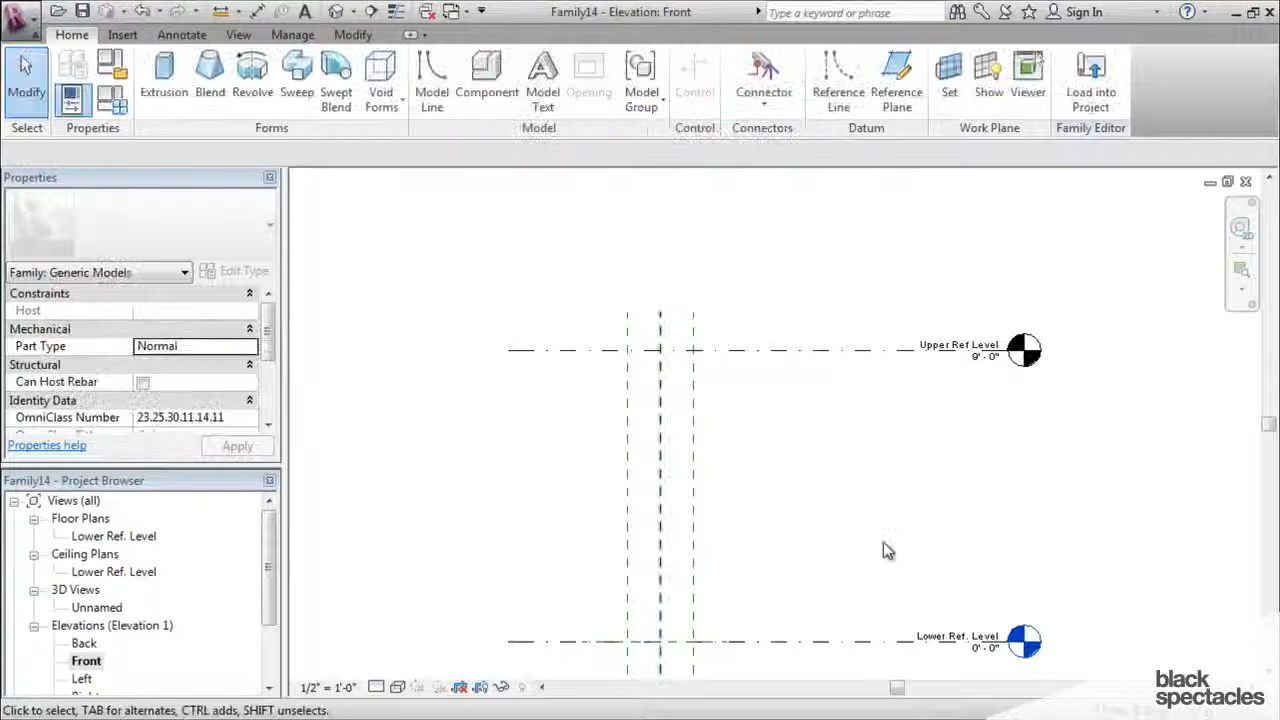 Family14 - Elevation: Front
Type a keyword or phrase
Sign In
Home Insert Annotate View Manage Modify
Modify
Extrusion Blend Revolve Sweep Swept Blend Void Forms
Model Line Component Model Text Opening Model Group
Control Connector Reference Line Reference Plane
Set Show Viewer Load into Project
Select Properties Forms Model Control Connectors Datum Work Plane Family Editor
Properties
Family: Generic Models Edit Type
Constraints
Host
Mechanical
Part Type Normal
Structural
Can Host Rebar
Identity Data
OmniClass Number 23.25.30.11.14.11
Properties help Apply
Family14 - Project Browser
Views (all)
Floor Plans
Lower Ref. Level
Ceiling Plans
Lower Ref. Level
3D Views
Unnamed
Elevations (Elevation 1)
Back
Front
Left
Upper Ref Level
9' - 0"
Lower Ref. Level
0' - 0"
1/2" = 1'-0"
Click to select, TAB for alternates, CTRL adds, SHIFT unselects.
black
spectacles